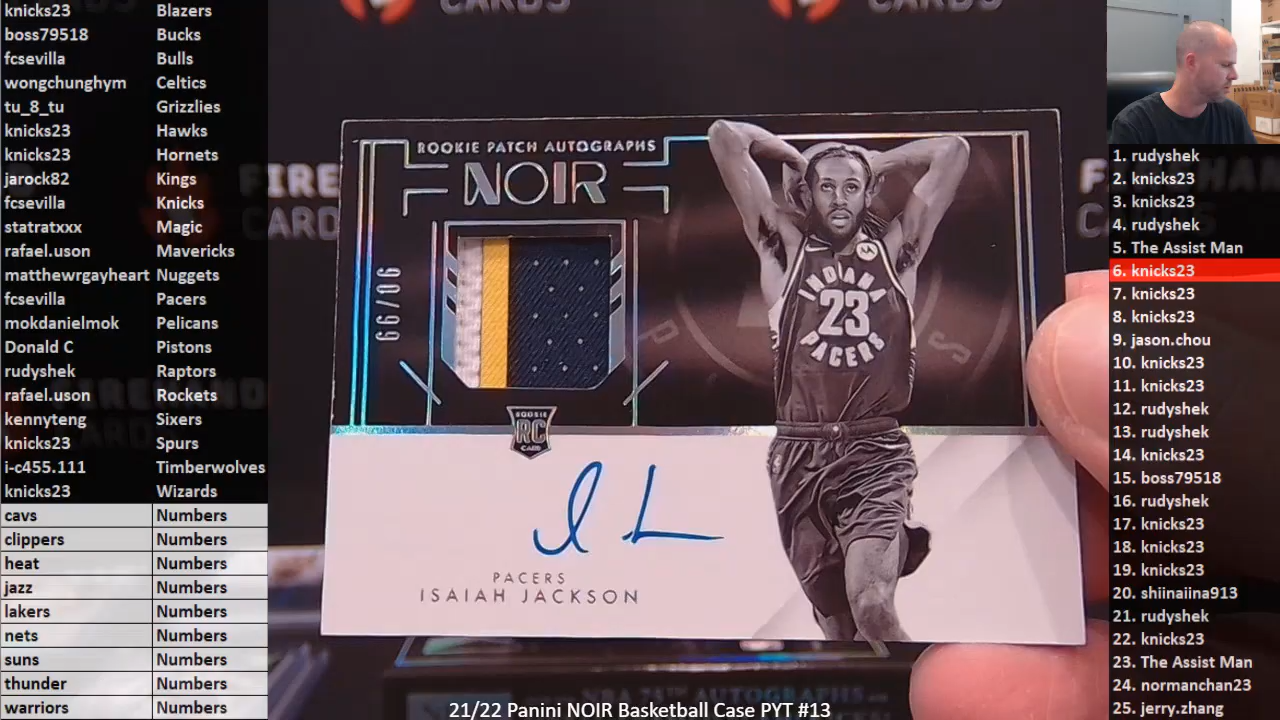 knicks23 Blazers
boss79518 Bucks
fcsevilla Bulls
wongchunghym Celtics
tu_8_tu Grizzlies
knicks23 Hawks
knicks23 Hornets
jarock82 Kings
fcsevilla Knicks
statratxxx Magic
rafael.uson Mavericks
matthewrgayheart Nuggets
fcsevilla Pacers
mokdanielmok Pelicans
Donald C Pistons
rudyshek Raptors
rafael.uson Rockets
kennyteng Sixers
knicks23 Spurs
i-c455.111 Timberwolves
knicks23 Wizards
cavs Numbers
clippers Numbers
heat Numbers
jazz Numbers
lakers Numbers
nets Numbers
suns Numbers
thunder Numbers
warriors Numbers
CARDS
CARDS
FIRE
CARDS
ROOKIE PATCH AUTOGRAPHS
NOIR
90/99
INDIANA
23
PACERS
ROOKIE
RC
CARD
PACERS
ISAIAH JACKSON
21/22 Panini NOIR Basketball Case PYT #13
1. rudyshek
2. knicks23
3. knicks23
4. rudyshek
5. The Assist Man
6. knicks23
7. knicks23
8. knicks23
9. jason.chou
10. knicks23
11. knicks23
12. rudyshek
13. rudyshek
14. knicks23
15. boss79518
16. rudyshek
17. knicks23
18. knicks23
19. knicks23
20. shiinaiina913
21. rudyshek
22. knicks23
23. The Assist Man
24. normanchan23
25. jerry.zhang